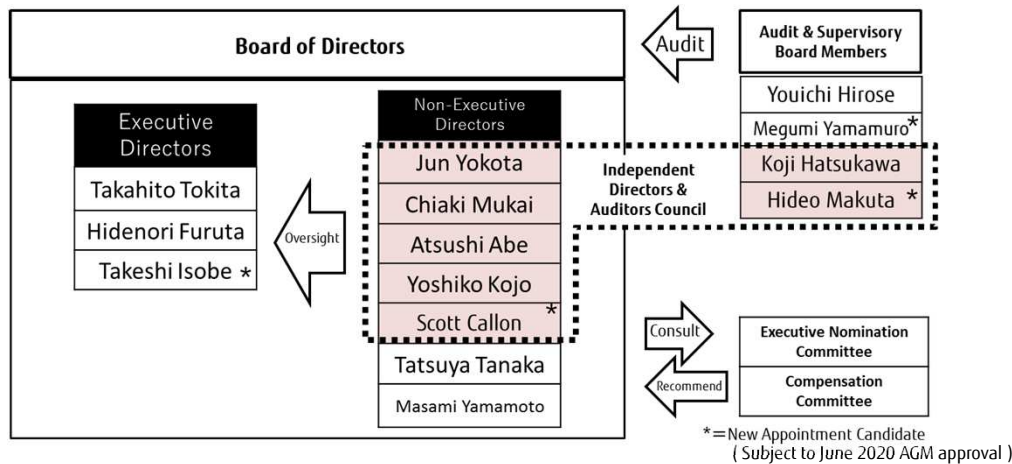 Board of Directors
Audit
Audit & Supervisory
Board Members
Executive
Directors
Takahito Tokita
Hidenori Furuta
Takeshi Isobe *
Oversight
Non-Executive
Directors
Jun Yokota
Chiaki Mukai
Atsushi Abe
Yoshiko Kojo
Scott Callon *
Tatsuya Tanaka
Masami Yamamoto
Independent
Directors &
Auditors Council
Youichi Hirose
Megumi Yamamuro*
Koji Hatsukawa
Hideo Makuta *
Consult
Recommend
Executive Nomination
Committee
Compensation
Committee
*=New Appointment Candidate
( Subject to June 2020 AGM approval )